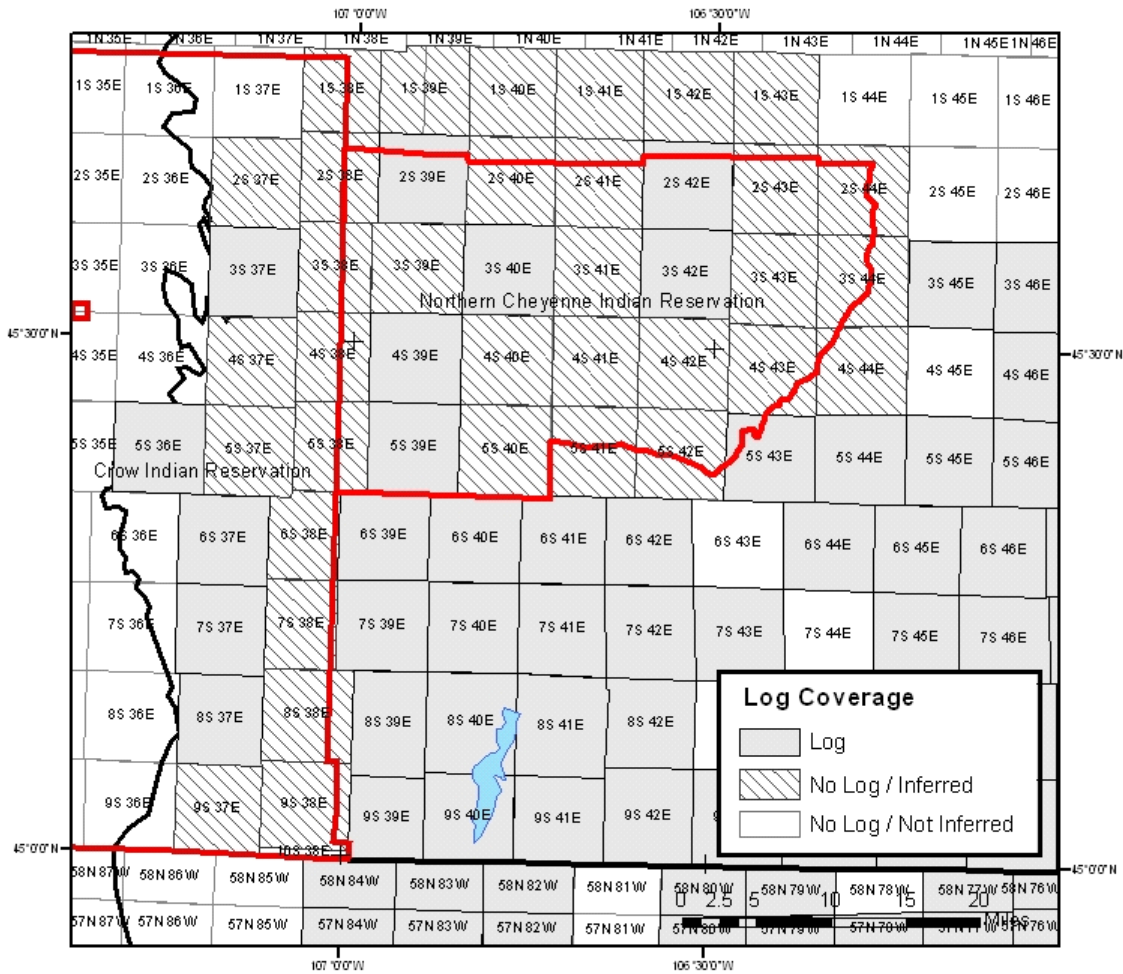 107 °0'0"W 106 °30'0"W
1N 35E 1N 36E 1N 37E 1N 38E 1N 39E 1N 40E 1N 41E 1N 42E 1N 43E 1N 44E 1N 45E 1N 46E
1S 35E 1S 36E 1S 37E 1S 38E 1S 39E 1S 40E 1S 41E 1S 42E 1S 43E 1S 44E 1S 45E 1S 46E
2S 35E 2S 36E 2S 37E 2S 38E 2S 39E 2S 40E 2S 41E 2S 42E 2S 43E 2S 44E 2S 45E 2S 46E
3S 35E 3S 36E 3S 37E 3S 38E 3S 39E 3S 40E 3S 41E 3S 42E 3S 43E 3S 44E 3S 45E 3S 46E
Northern Cheyenne Indian Reservation
45°30'0"N 45°30'0"N
4S 35E 4S 36E 4S 37E 4S 38E 4S 39E 4S 40E 4S 41E 4S 42E 4S 43E 4S 44E 4S 45E 4S 46E
5S 35E 5S 36E 5S 37E 5S 38E 5S 39E 5S 40E 5S 41E 5S 42E 5S 43E 5S 44E 5S 45E 5S 46E
Crow Indian Reservation
6S 36E 6S 37E 6S 38E 6S 39E 6S 40E 6S 41E 6S 42E 6S 43E 6S 44E 6S 45E 6S 46E
7S 36E 7S 37E 7S 38E 7S 39E 7S 40E 7S 41E 7S 42E 7S 43E 7S 44E 7S 45E 7S 46E
8S 36E 8S 37E 8S 38E 8S 39E 8S 40E 8S 41E 8S 42E
9S 36E 9S 37E 9S 38E 9S 39E 9S 40E 9S 41E 9S 42E
Log Coverage
Log
No Log / Inferred
No Log / Not Inferred
45°0'0"N 10S 38E 45°0'0"N
58N 87W 58N 86W 58N 85W 58N 84W 58N 83W 58N 82W 58N 81W 58N 80W 58N 79W 58N 78W 58N 77W 58N 76W
0 2.5 5 10 15 20
Miles
57N 87W 57N 86W 57N 85W 57N 84W 57N 83W 57N 82W 57N 81W 57N 80W 57N 79W
107 °0'0"W 106 °30'0"W